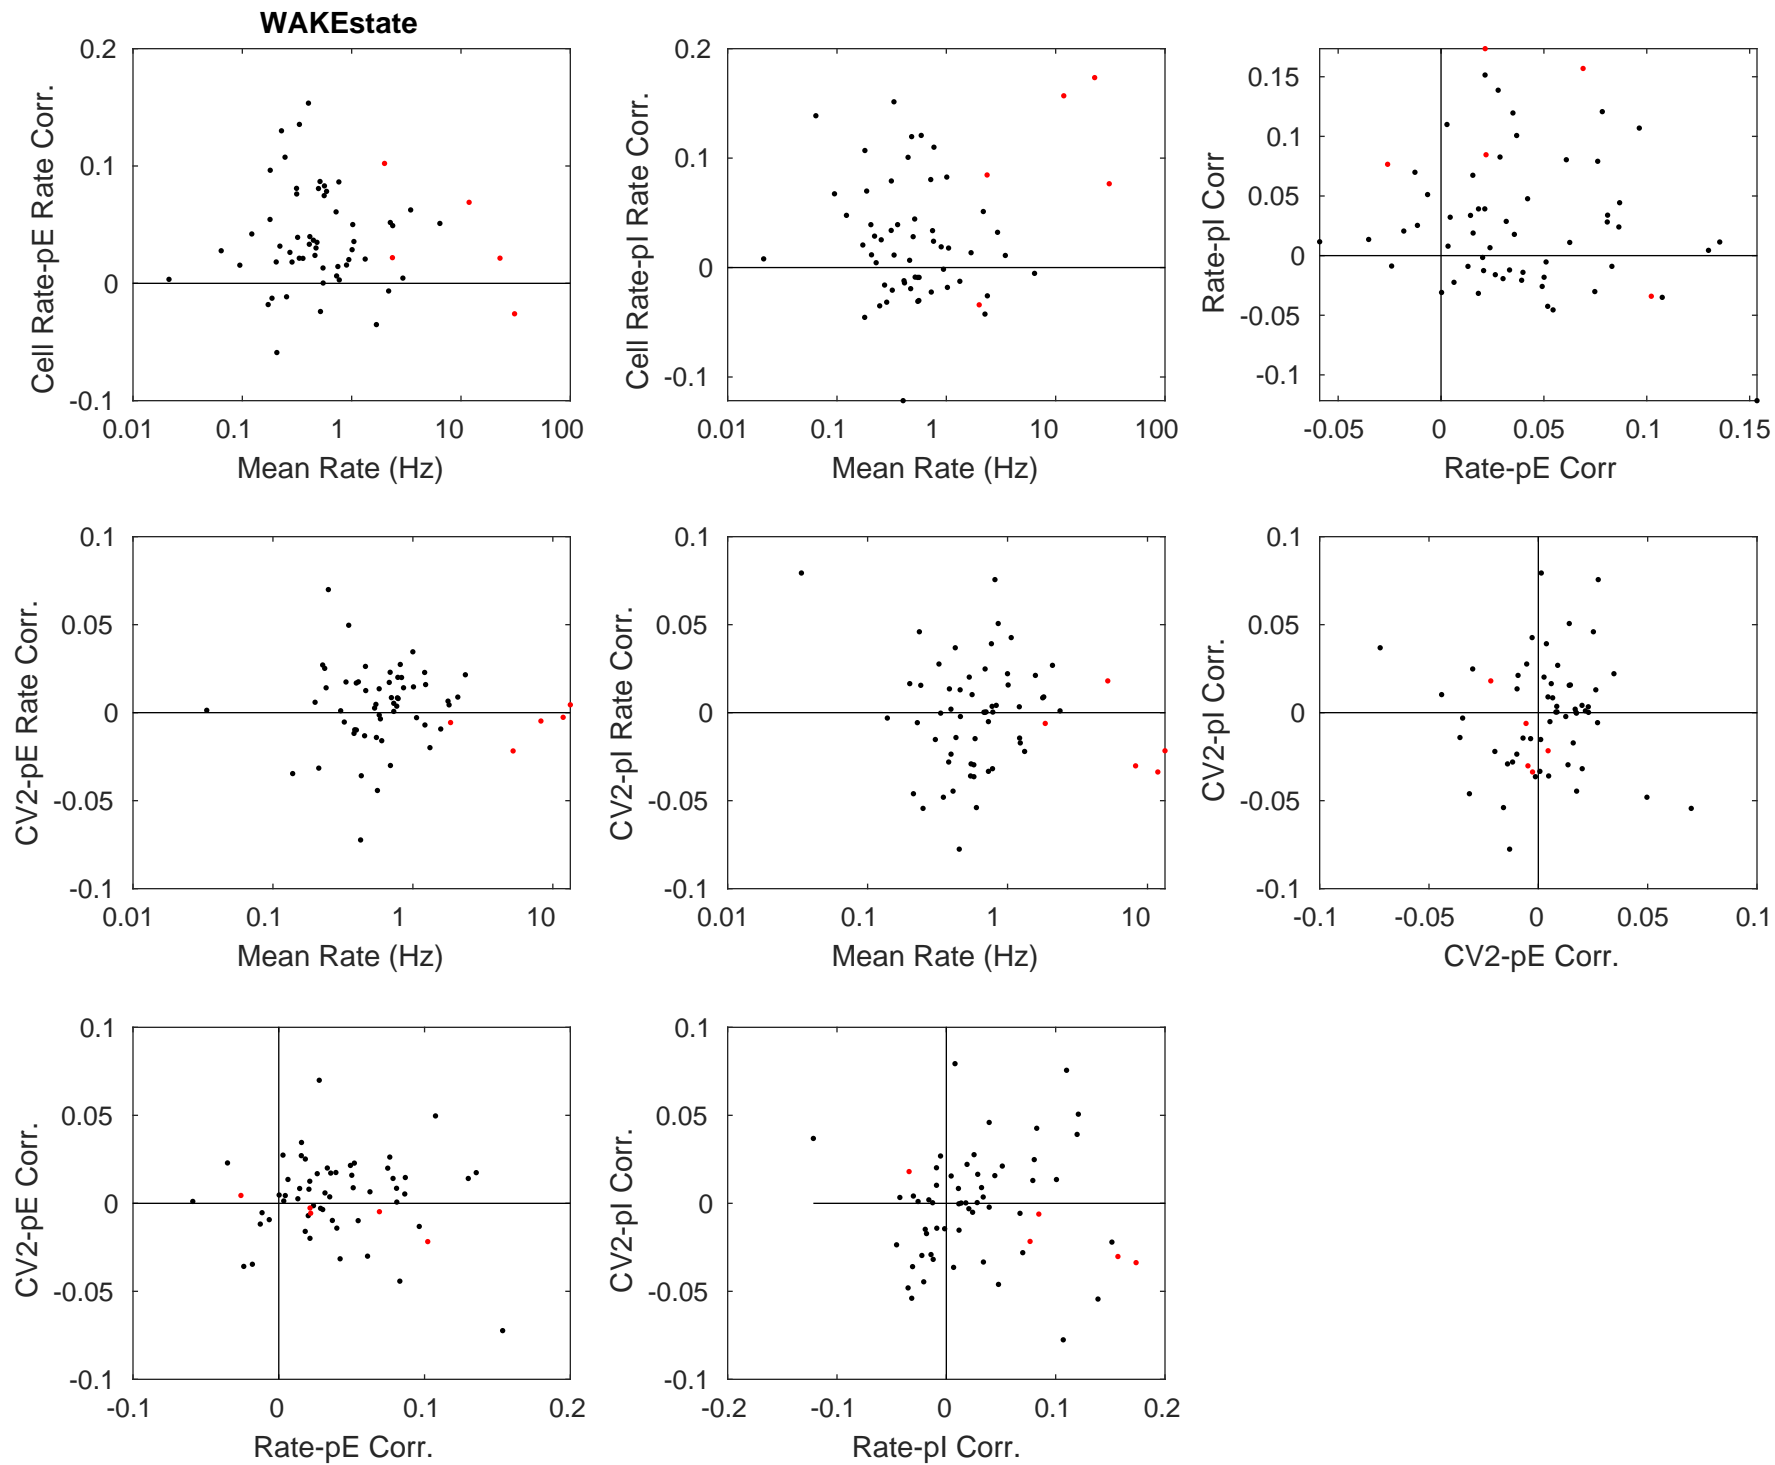 WAKEstate
0.2
0.1
0
-0.1
Cell Rate-pE Rate Corr.
0.01 0.1 1 10 100
Mean Rate (Hz)
0.2
0.1
0
-0.1
Cell Rate-pI Rate Corr.
0.01 0.1 1 10 100
Mean Rate (Hz)
0.15
0.1
0.05
0
-0.05
-0.1
Rate-pI Corr
-0.05 0 0.05 0.1 0.15
Rate-pE Corr
0.1
0.05
0
-0.05
-0.1
CV2-pE Rate Corr.
0.01 0.1 1 10
Mean Rate (Hz)
0.1
0.05
0
-0.05
-0.1
CV2-pI Rate Corr.
0.01 0.1 1 10
Mean Rate (Hz)
0.1
0.05
0
-0.05
-0.1
CV2-pI Corr.
-0.1 -0.05 0 0.05 0.1
CV2-pE Corr.
0.1
0.05
0
-0.05
-0.1
CV2-pE Corr.
-0.1 0 0.1 0.2
Rate-pE Corr.
0.1
0.05
0
-0.05
-0.1
CV2-pI Corr.
-0.2 -0.1 0 0.1 0.2
Rate-pI Corr.